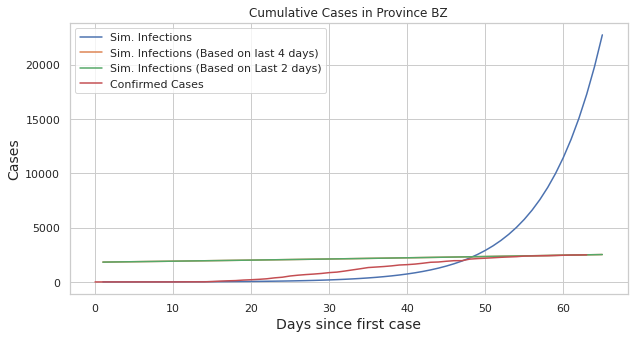 Cumulative Cases in Province BZ
Sim. Infections
Sim. Infections (Based on last 4 days)
Sim. Infections (Based on Last 2 days)
Confirmed Cases
Cases
20000
15000
10000
5000
0
0 10 20 30 40 50 60
Days since first case